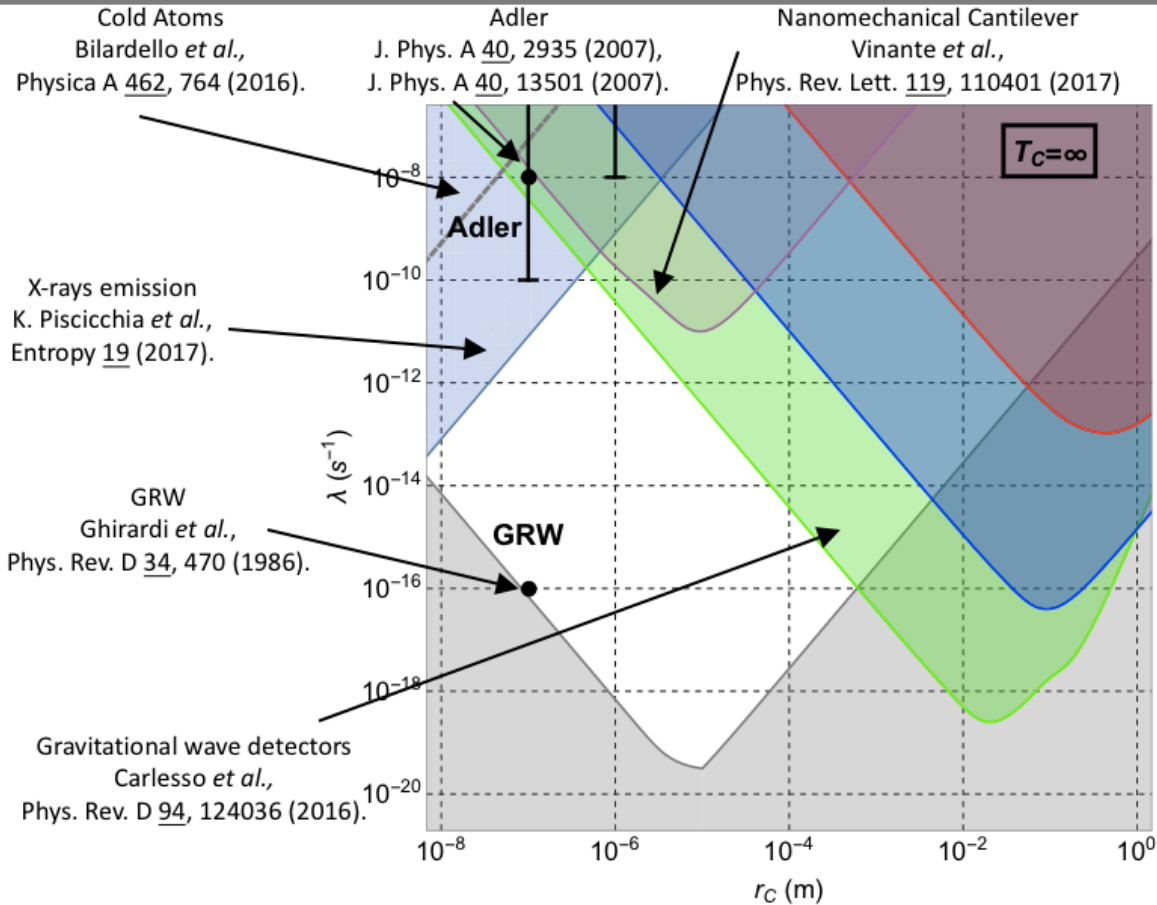 Cold Atoms
Bilardello et al.,
Physica A 462, 764 (2016).
Adler
J. Phys. A 40, 2935 (2007),
J. Phys. A 40, 13501 (2007).
Nanomechanical Cantilever
Vinante et al.,
Phys. Rev. Lett. 119, 110401 (2017)
T_C=∞
10⁻⁸
Adler
10⁻¹⁰
X-rays emission
K. Piscicchia et al.,
Entropy 19 (2017).
10⁻¹²
λ (s⁻¹)
10⁻¹⁴
GRW
Ghirardi et al.,
Phys. Rev. D 34, 470 (1986).
GRW
10⁻¹⁶
10⁻¹⁸
Gravitational wave detectors
Carlesso et al.,
Phys. Rev. D 94, 124036 (2016).
10⁻²⁰
10⁻⁸ 10⁻⁶ 10⁻⁴ 10⁻² 10⁰
r_C (m)